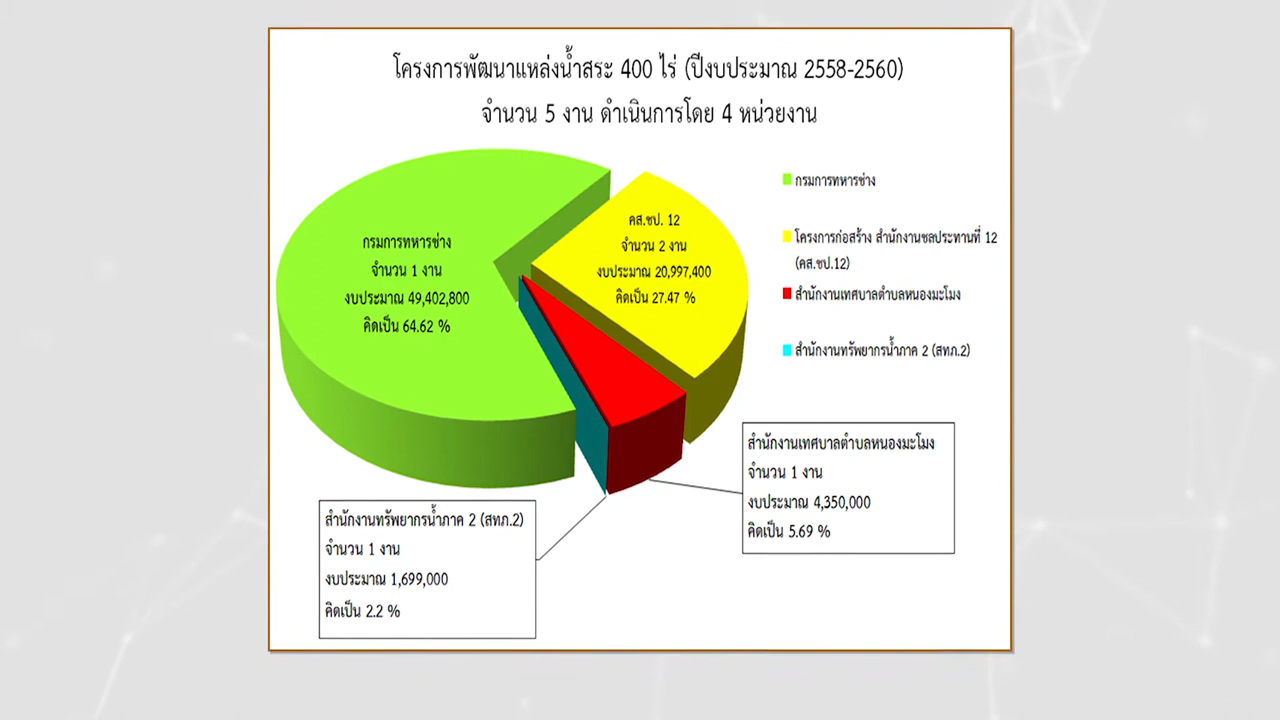 โครงการพัฒนาแหล่งน้ำสระ 400 ไร่ (ปีงบประมาณ 2558-2560)
จำนวน 5 งาน ดำเนินการโดย 4 หน่วยงาน
กรมการทหารช่าง
จำนวน 1 งาน
งบประมาณ 49,402,800
คิดเป็น 64.62 %
คส.ชป. 12
จำนวน 2 งาน
งบประมาณ 20,997,400
คิดเป็น 27.47 %
กรมการทหารช่าง
โครงการก่อสร้าง สำนักงานชลประทานที่ 12
(คส.ชป.12)
สำนักงานเทศบาลตำบลหนองมะโมง
สำนักงานทรัพยากรน้ำภาค 2 (สทภ.2)
สำนักงานเทศบาลตำบลหนองมะโมง
จำนวน 1 งาน
งบประมาณ 4,350,000
คิดเป็น 5.69 %
สำนักงานทรัพยากรน้ำภาค 2 (สทภ.2)
จำนวน 1 งาน
งบประมาณ 1,699,000
คิดเป็น 2.2 %